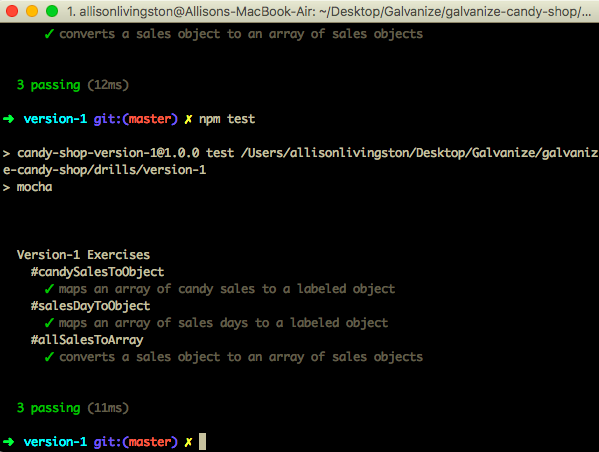 1. allisonlivingston@Allisons-MacBook-Air: ~/Desktop/Galvanize/galvanize-candy-shop/...
✓ converts a sales object to an array of sales objects
3 passing (12ms)
➜ version-1 git:(master) ✗ npm test
> candy-shop-version-1@1.0.0 test /Users/allisonlivingston/Desktop/Galvanize/galvaniz
e-candy-shop/drills/version-1
> mocha
Version-1 Exercises
#candySalesToObject
✓ maps an array of candy sales to a labeled object
#salesDayToObject
✓ maps an array of sales days to a labeled object
#allSalesToArray
✓ converts a sales object to an array of sales objects
3 passing (11ms)
➜ version-1 git:(master) ✗